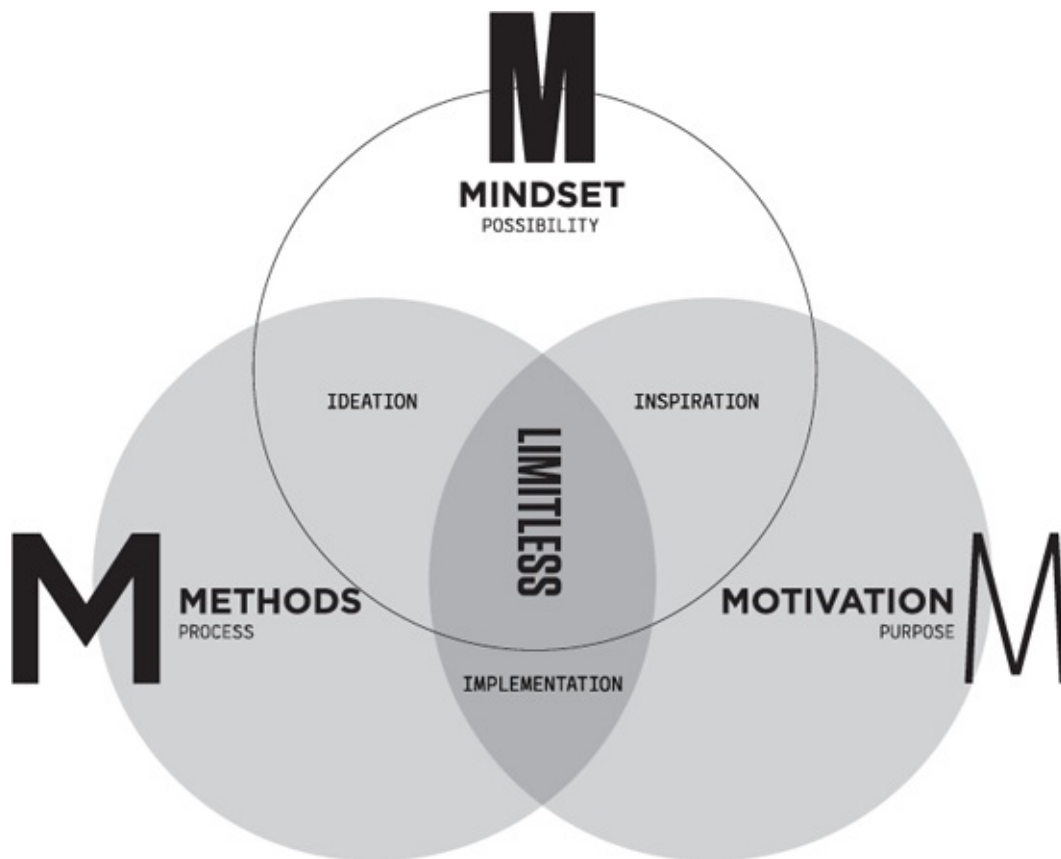 M
MINDSET
POSSIBILITY
IDEATION
INSPIRATION
LIMITLESS
M
METHODS
PROCESS
MOTIVATION
PURPOSE
M
IMPLEMENTATION